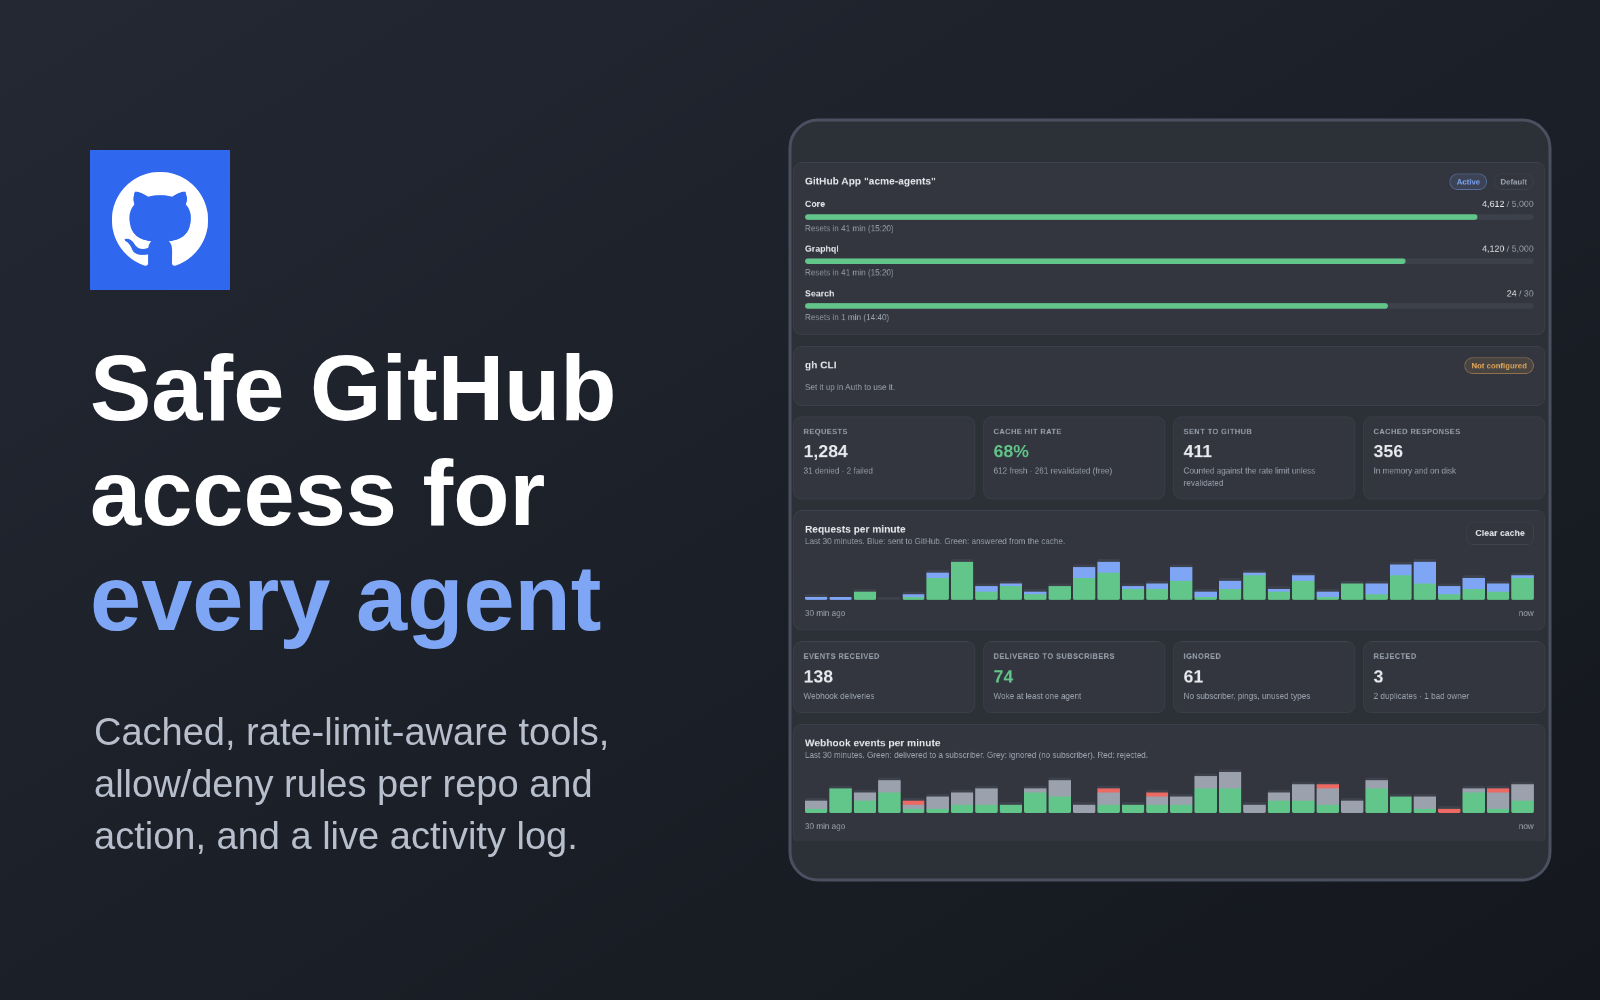 Safe GitHub
access for
every agent
Cached, rate-limit-aware tools,
allow/deny rules per repo and
action, and a live activity log.
GitHub App "acme-agents"
Active
Default
Core
4,612 / 5,000
Resets in 41 min (15:20)
Graphql
4,120 / 5,000
Resets in 41 min (15:20)
Search
24 / 30
Resets in 1 min (14:40)
gh CLI
Not configured
Set it up in Auth to use it.
REQUESTS
1,284
31 denied · 2 failed
CACHE HIT RATE
68%
612 fresh · 261 revalidated (free)
SENT TO GITHUB
411
Counted against the rate limit unless
revalidated
CACHED RESPONSES
356
In memory and on disk
Requests per minute
Last 30 minutes. Blue: sent to GitHub. Green: answered from the cache.
Clear cache
30 min ago
now
EVENTS RECEIVED
138
Webhook deliveries
DELIVERED TO SUBSCRIBERS
74
Woke at least one agent
IGNORED
61
No subscriber, pings, unused types
REJECTED
3
2 duplicates · 1 bad owner
Webhook events per minute
Last 30 minutes. Green: delivered to a subscriber. Grey: ignored (no subscriber). Red: rejected.
30 min ago
now